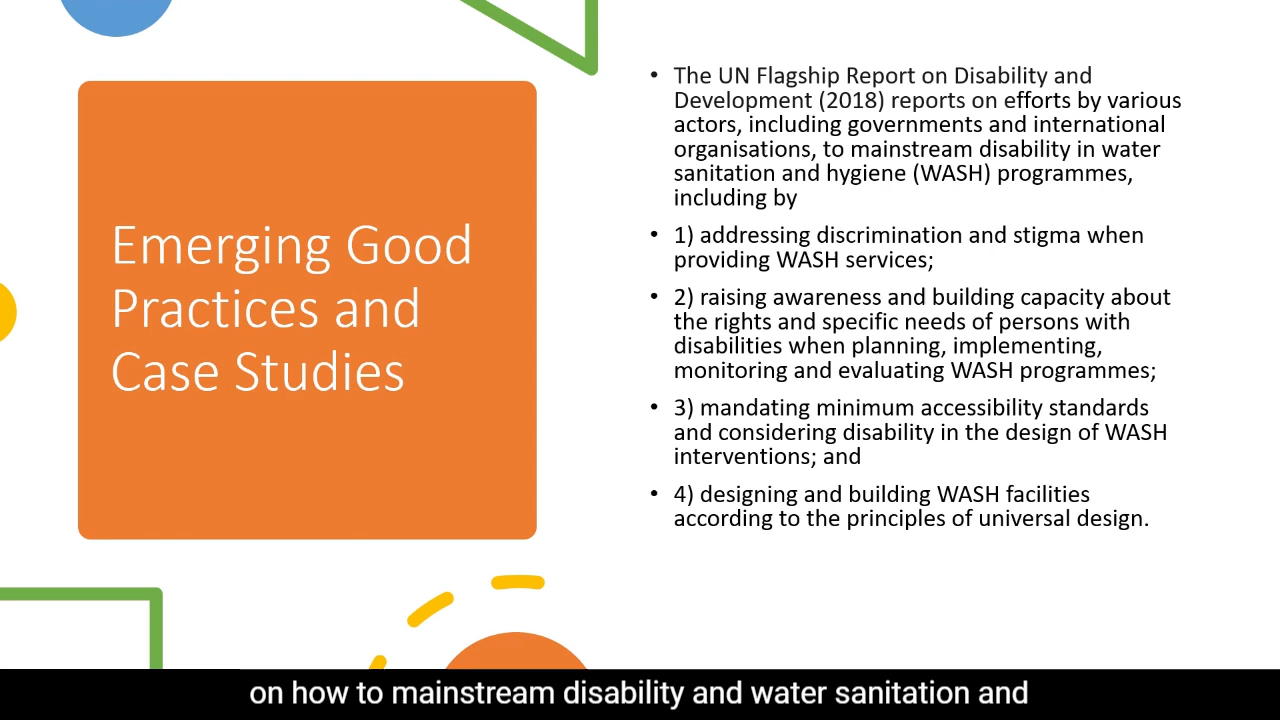 Emerging Good
Practices and
Case Studies
• The UN Flagship Report on Disability and
Development (2018) reports on efforts by various
actors, including governments and international
organisations, to mainstream disability in water
sanitation and hygiene (WASH) programmes,
including by
• 1) addressing discrimination and stigma when
providing WASH services;
• 2) raising awareness and building capacity about
the rights and specific needs of persons with
disabilities when planning, implementing,
monitoring and evaluating WASH programmes;
• 3) mandating minimum accessibility standards
and considering disability in the design of WASH
interventions; and
• 4) designing and building WASH facilities
according to the principles of universal design.
on how to mainstream disability and water sanitation and